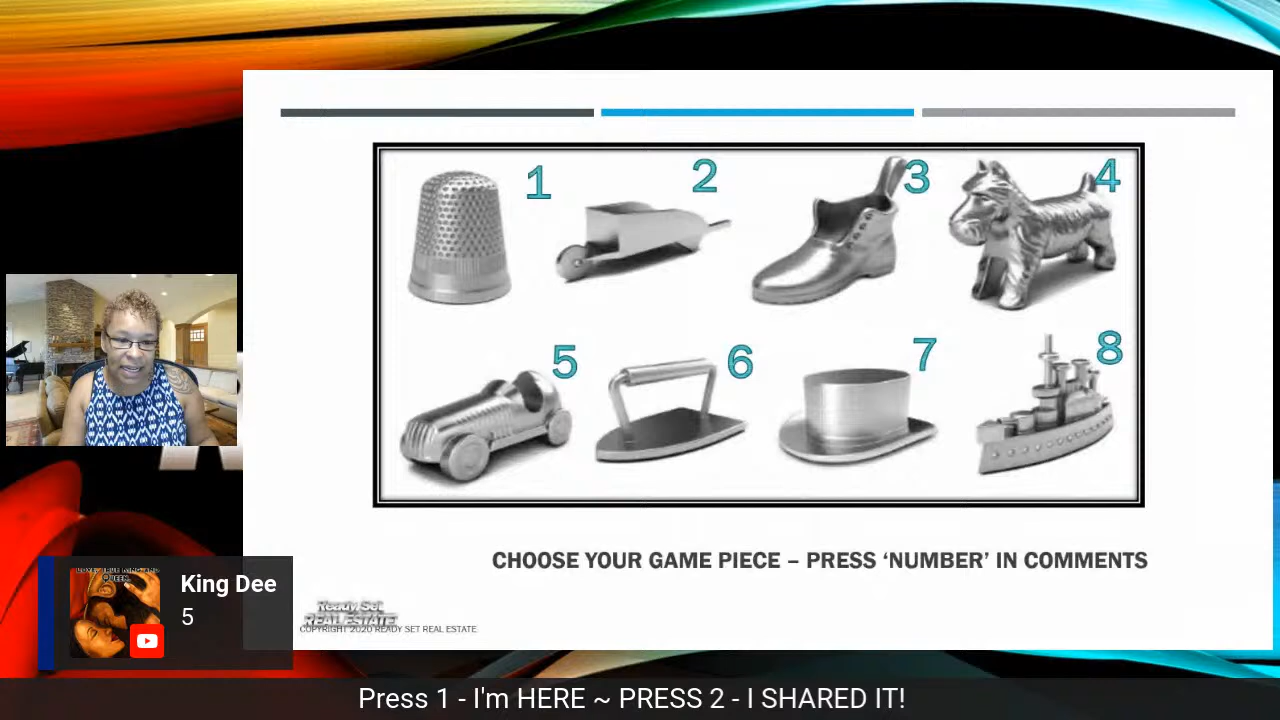 1
2
3
4
5
6
7
8
CHOOSE YOUR GAME PIECE – PRESS ‘NUMBER’ IN COMMENTS
King Dee
5
Ready Set
REAL ESTATE
COPYRIGHT 2020 READY SET REAL ESTATE
Press 1 - I'm HERE ~ PRESS 2 - I SHARED IT!